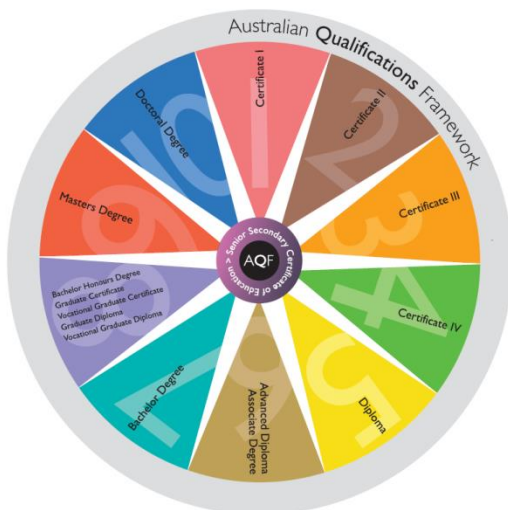 Australian Qualifications Framework
1
Certificate I
2
Certificate II
3
Certificate III
4
Certificate IV
5
Diploma
6
Advanced Diploma
Associate Degree
7
Bachelor Degree
8
Bachelor Honours Degree
Graduate Certificate
Vocational Graduate Certificate
Graduate Diploma
Vocational Graduate Diploma
9
Masters Degree
10
Doctoral Degree
Senior Secondary Certificate of Education >
AQF